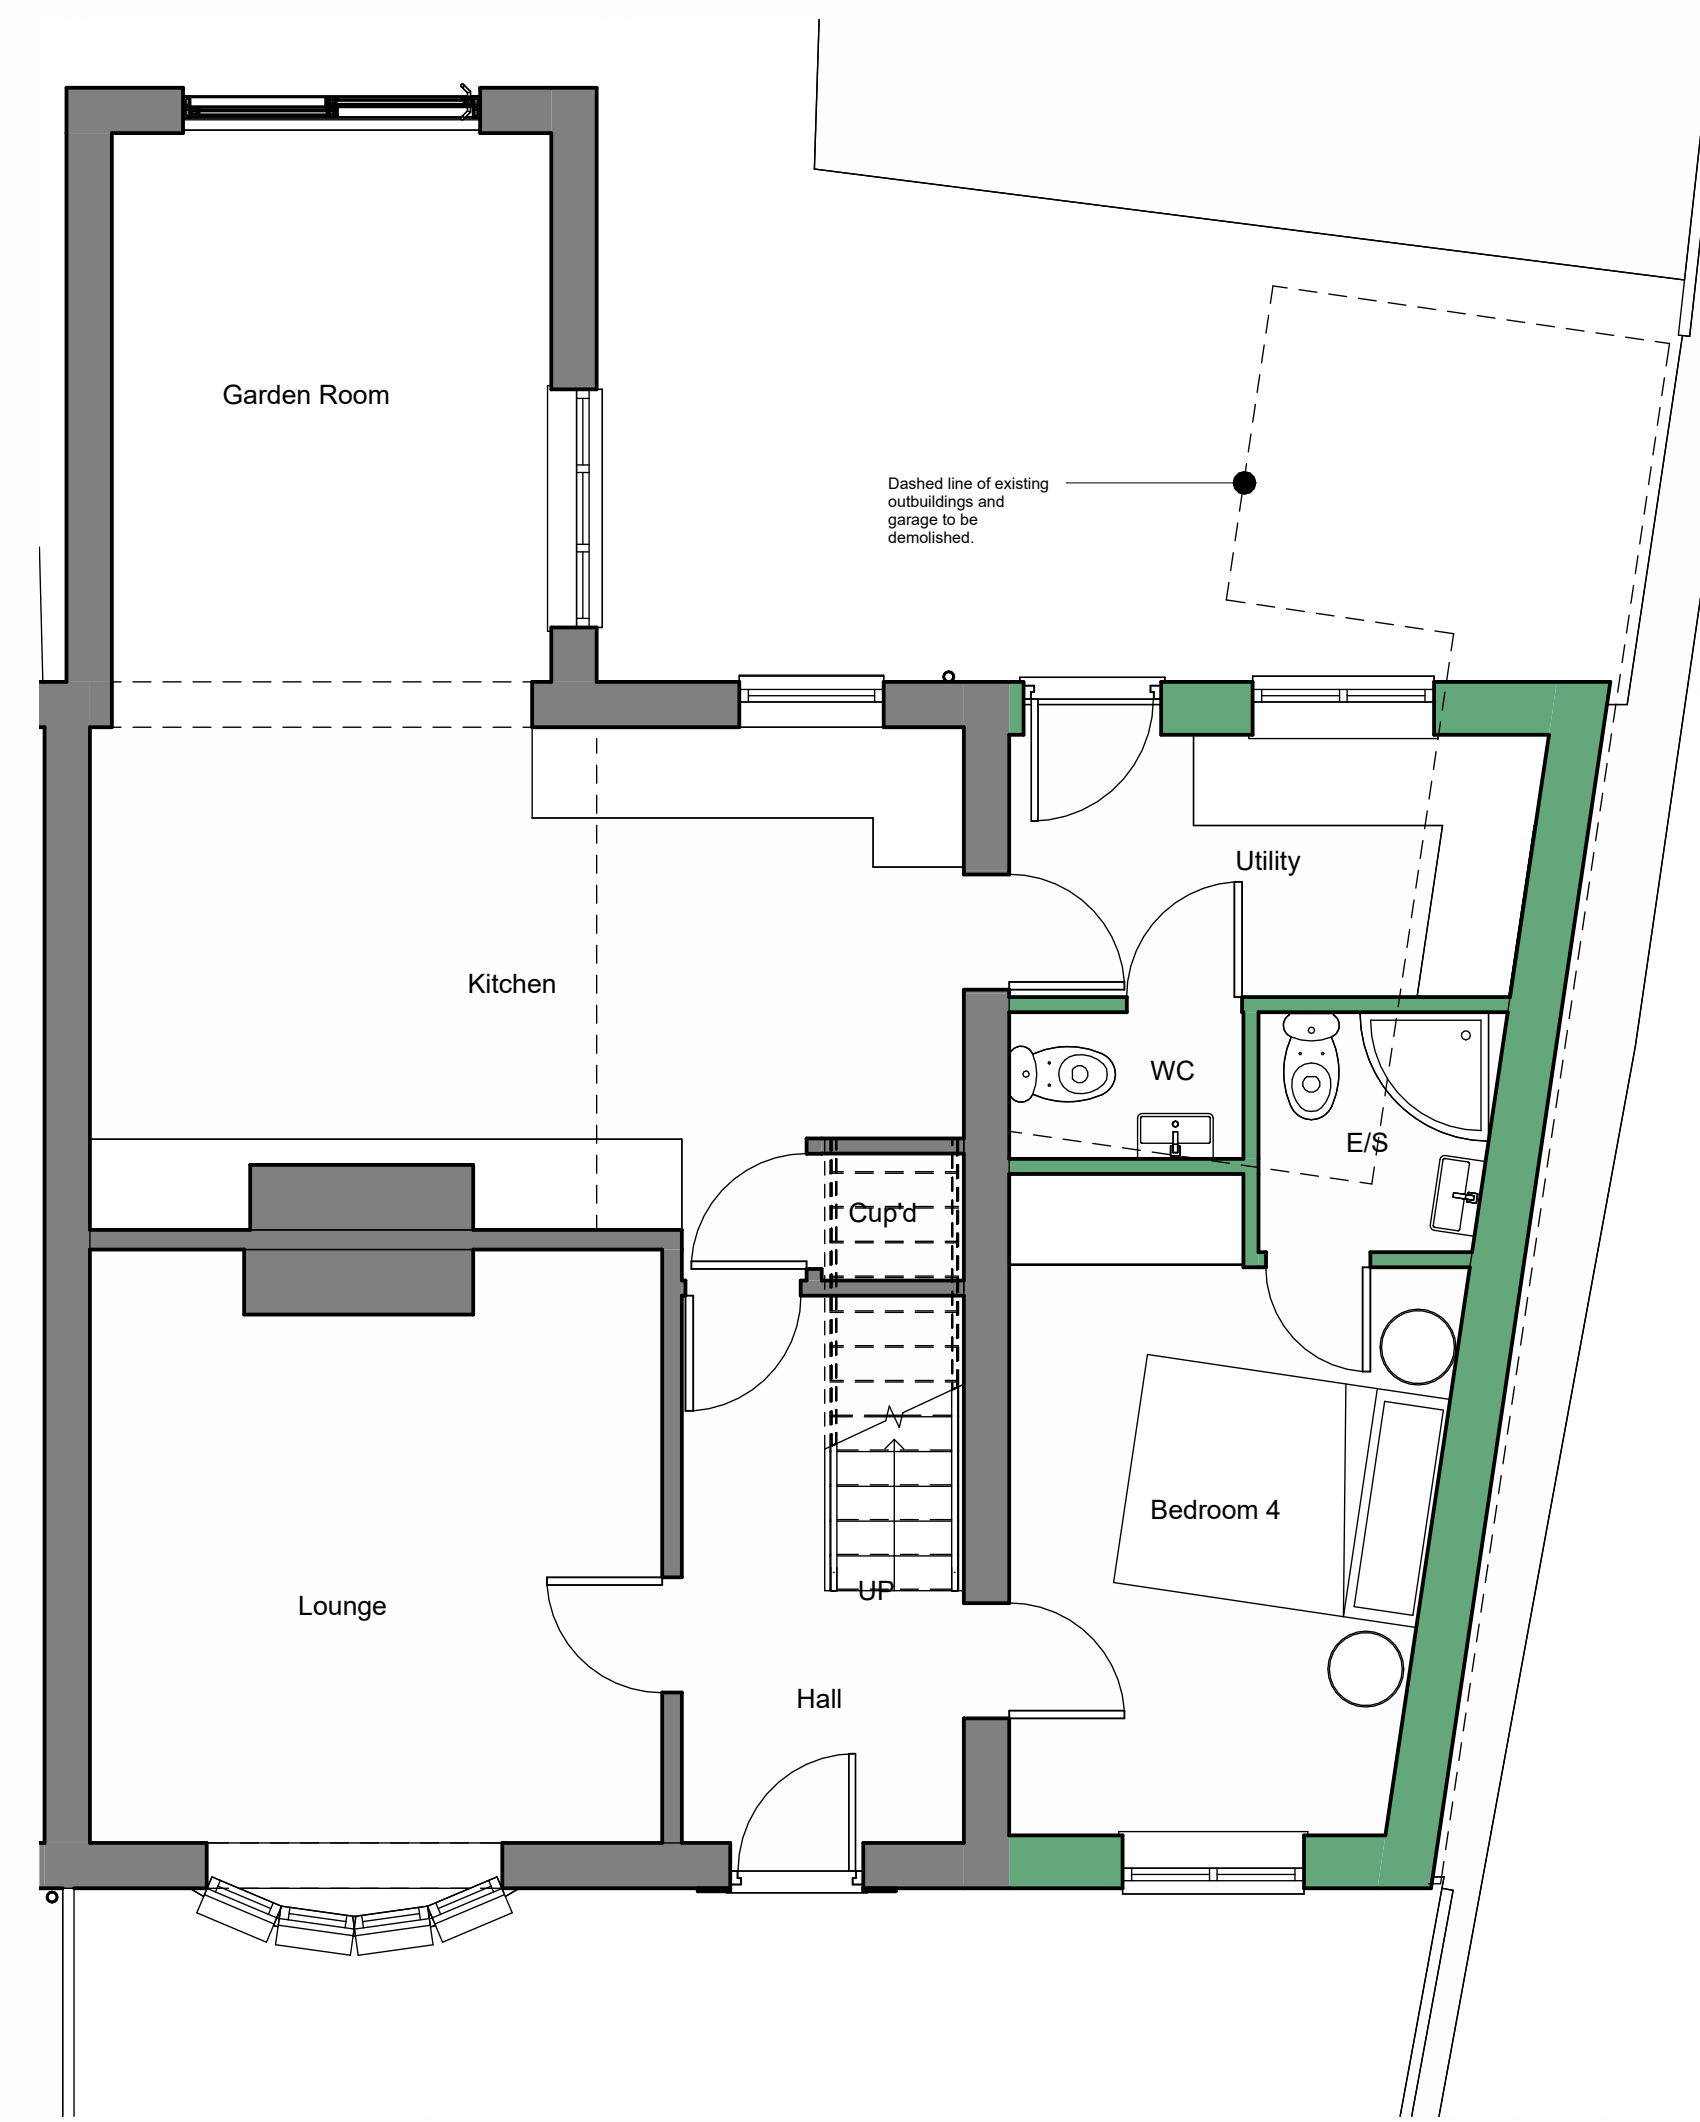 Garden Room
Dashed line of existing
outbuildings and
garage to be
demolished.
Utility
Kitchen
WC
E/S
Cup'd
Bedroom 4
UP
Lounge
Hall